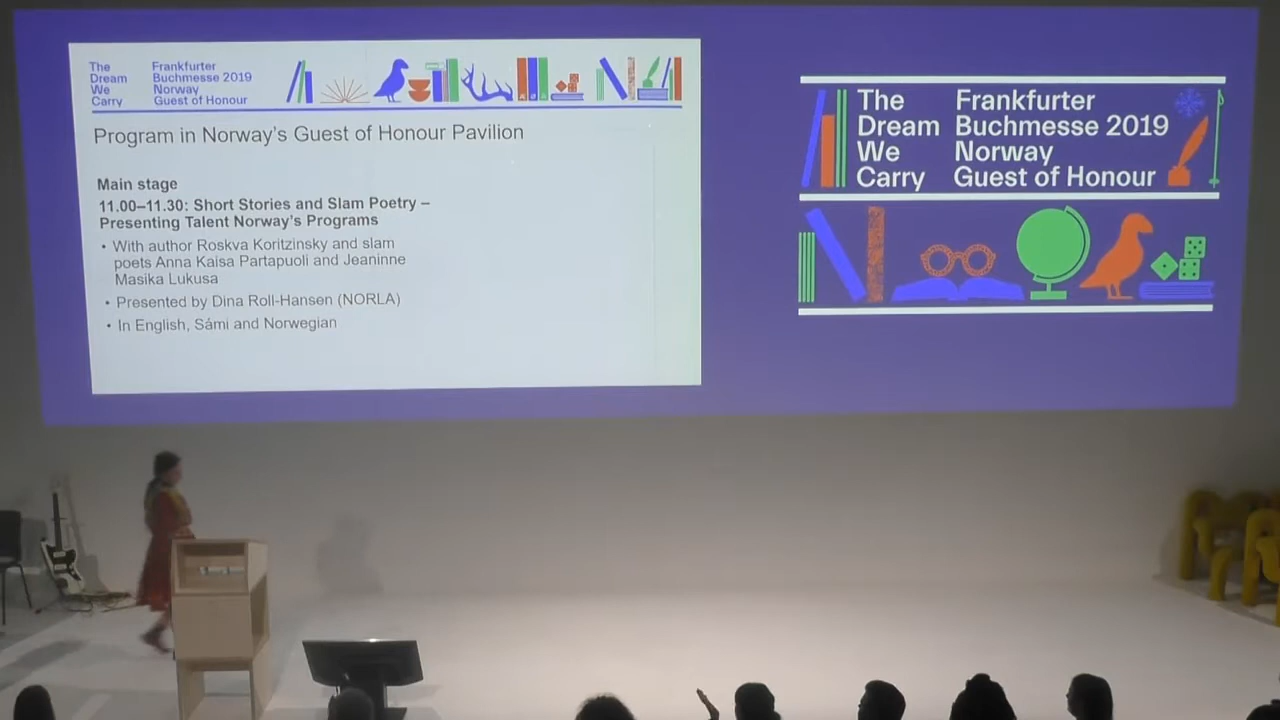 The
Dream
We
Carry
Frankfurter
Buchmesse 2019
Norway
Guest of Honour
Program in Norway's Guest of Honour Pavilion
Main stage
11.00–11.30: Short Stories and Slam Poetry –
Presenting Talent Norway's Programs
• With author Roskva Koritzinsky and slam
poets Anna Kaisa Partapuoli and Jeaninne
Masika Lukusa
• Presented by Dina Roll-Hansen (NORLA)
• In English, Sámi and Norwegian
The
Dream
We
Carry
Frankfurter
Buchmesse 2019
Norway
Guest of Honour